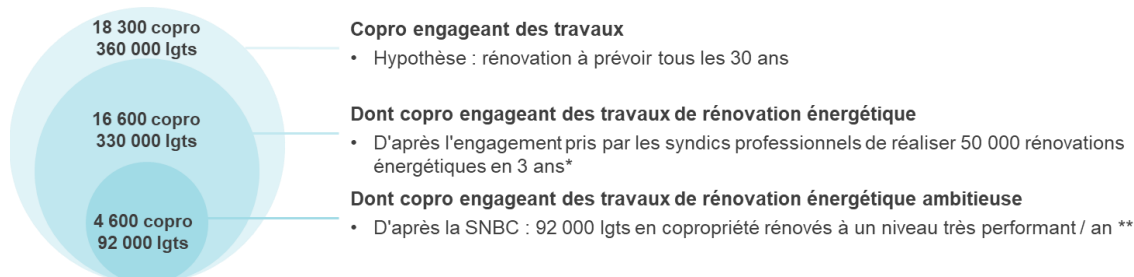 18 300 copro
360 000 lgts
Copro engageant des travaux
• Hypothèse : rénovation à prévoir tous les 30 ans
16 600 copro
330 000 lgts
Dont copro engageant des travaux de rénovation énergétique
• D'après l'engagement pris par les syndics professionnels de réaliser 50 000 rénovations
énergétiques en 3 ans*
4 600 copro
92 000 lgts
Dont copro engageant des travaux de rénovation énergétique ambitieuse
• D'après la SNBC : 92 000 lgts en copropriété rénovés à un niveau très performant / an **